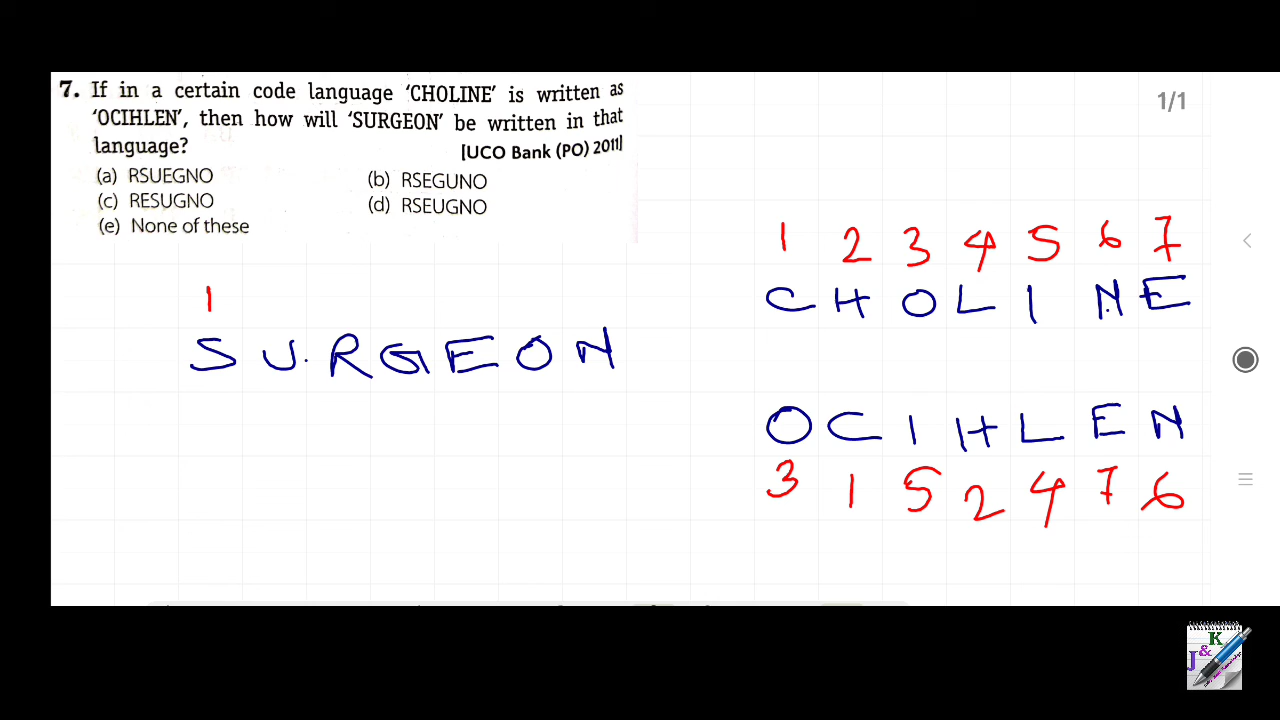 7. If in a certain code language 'CHOLINE' is written as
'OCIHLEN', then how will 'SURGEON' be written in that
language? [UCO Bank (PO) 2011]
(a) RSUEGNO (b) RSEGUNO
(c) RESUGNO (d) RSEUGNO
(e) None of these
1/1
1 2 3 4 5 6 7
C H O L I N E
1
S U R G E O N
O C I H L E N
3 1 5 2 4 7 6
J & K